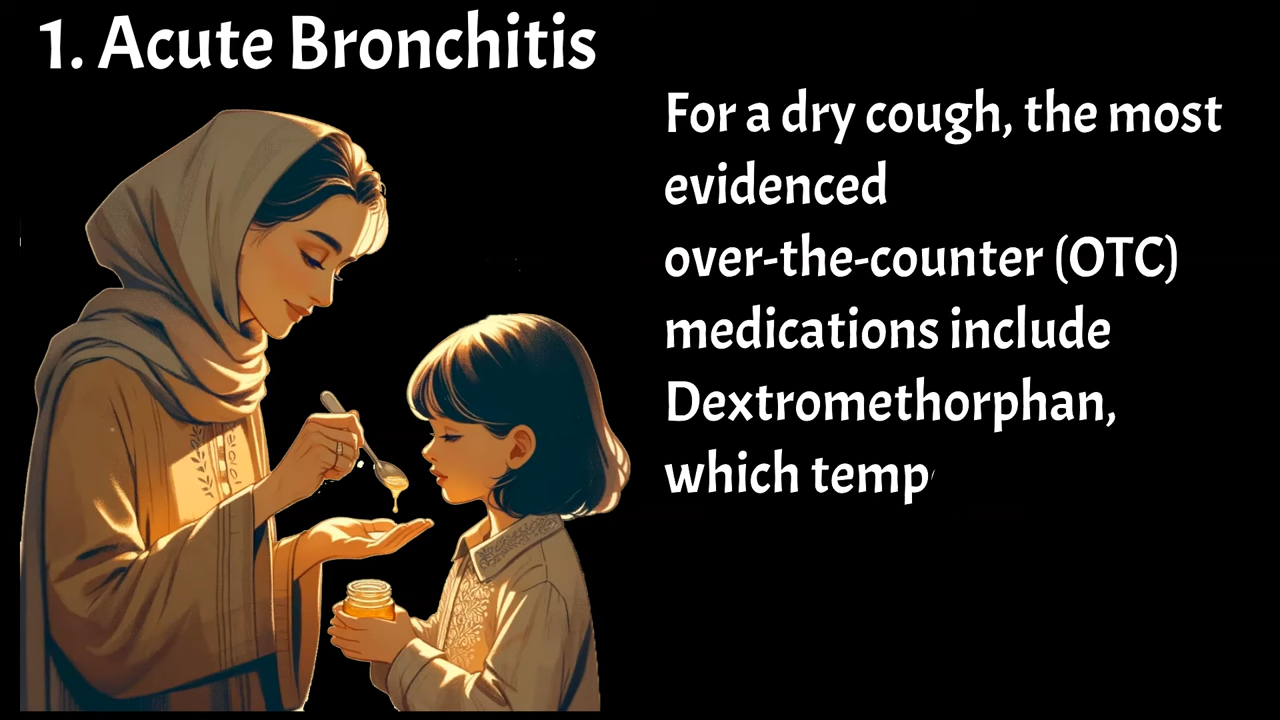 1. Acute Bronchitis
For a dry cough, the most
evidenced
over-the-counter (OTC)
medications include
Dextromethorphan,
which temp